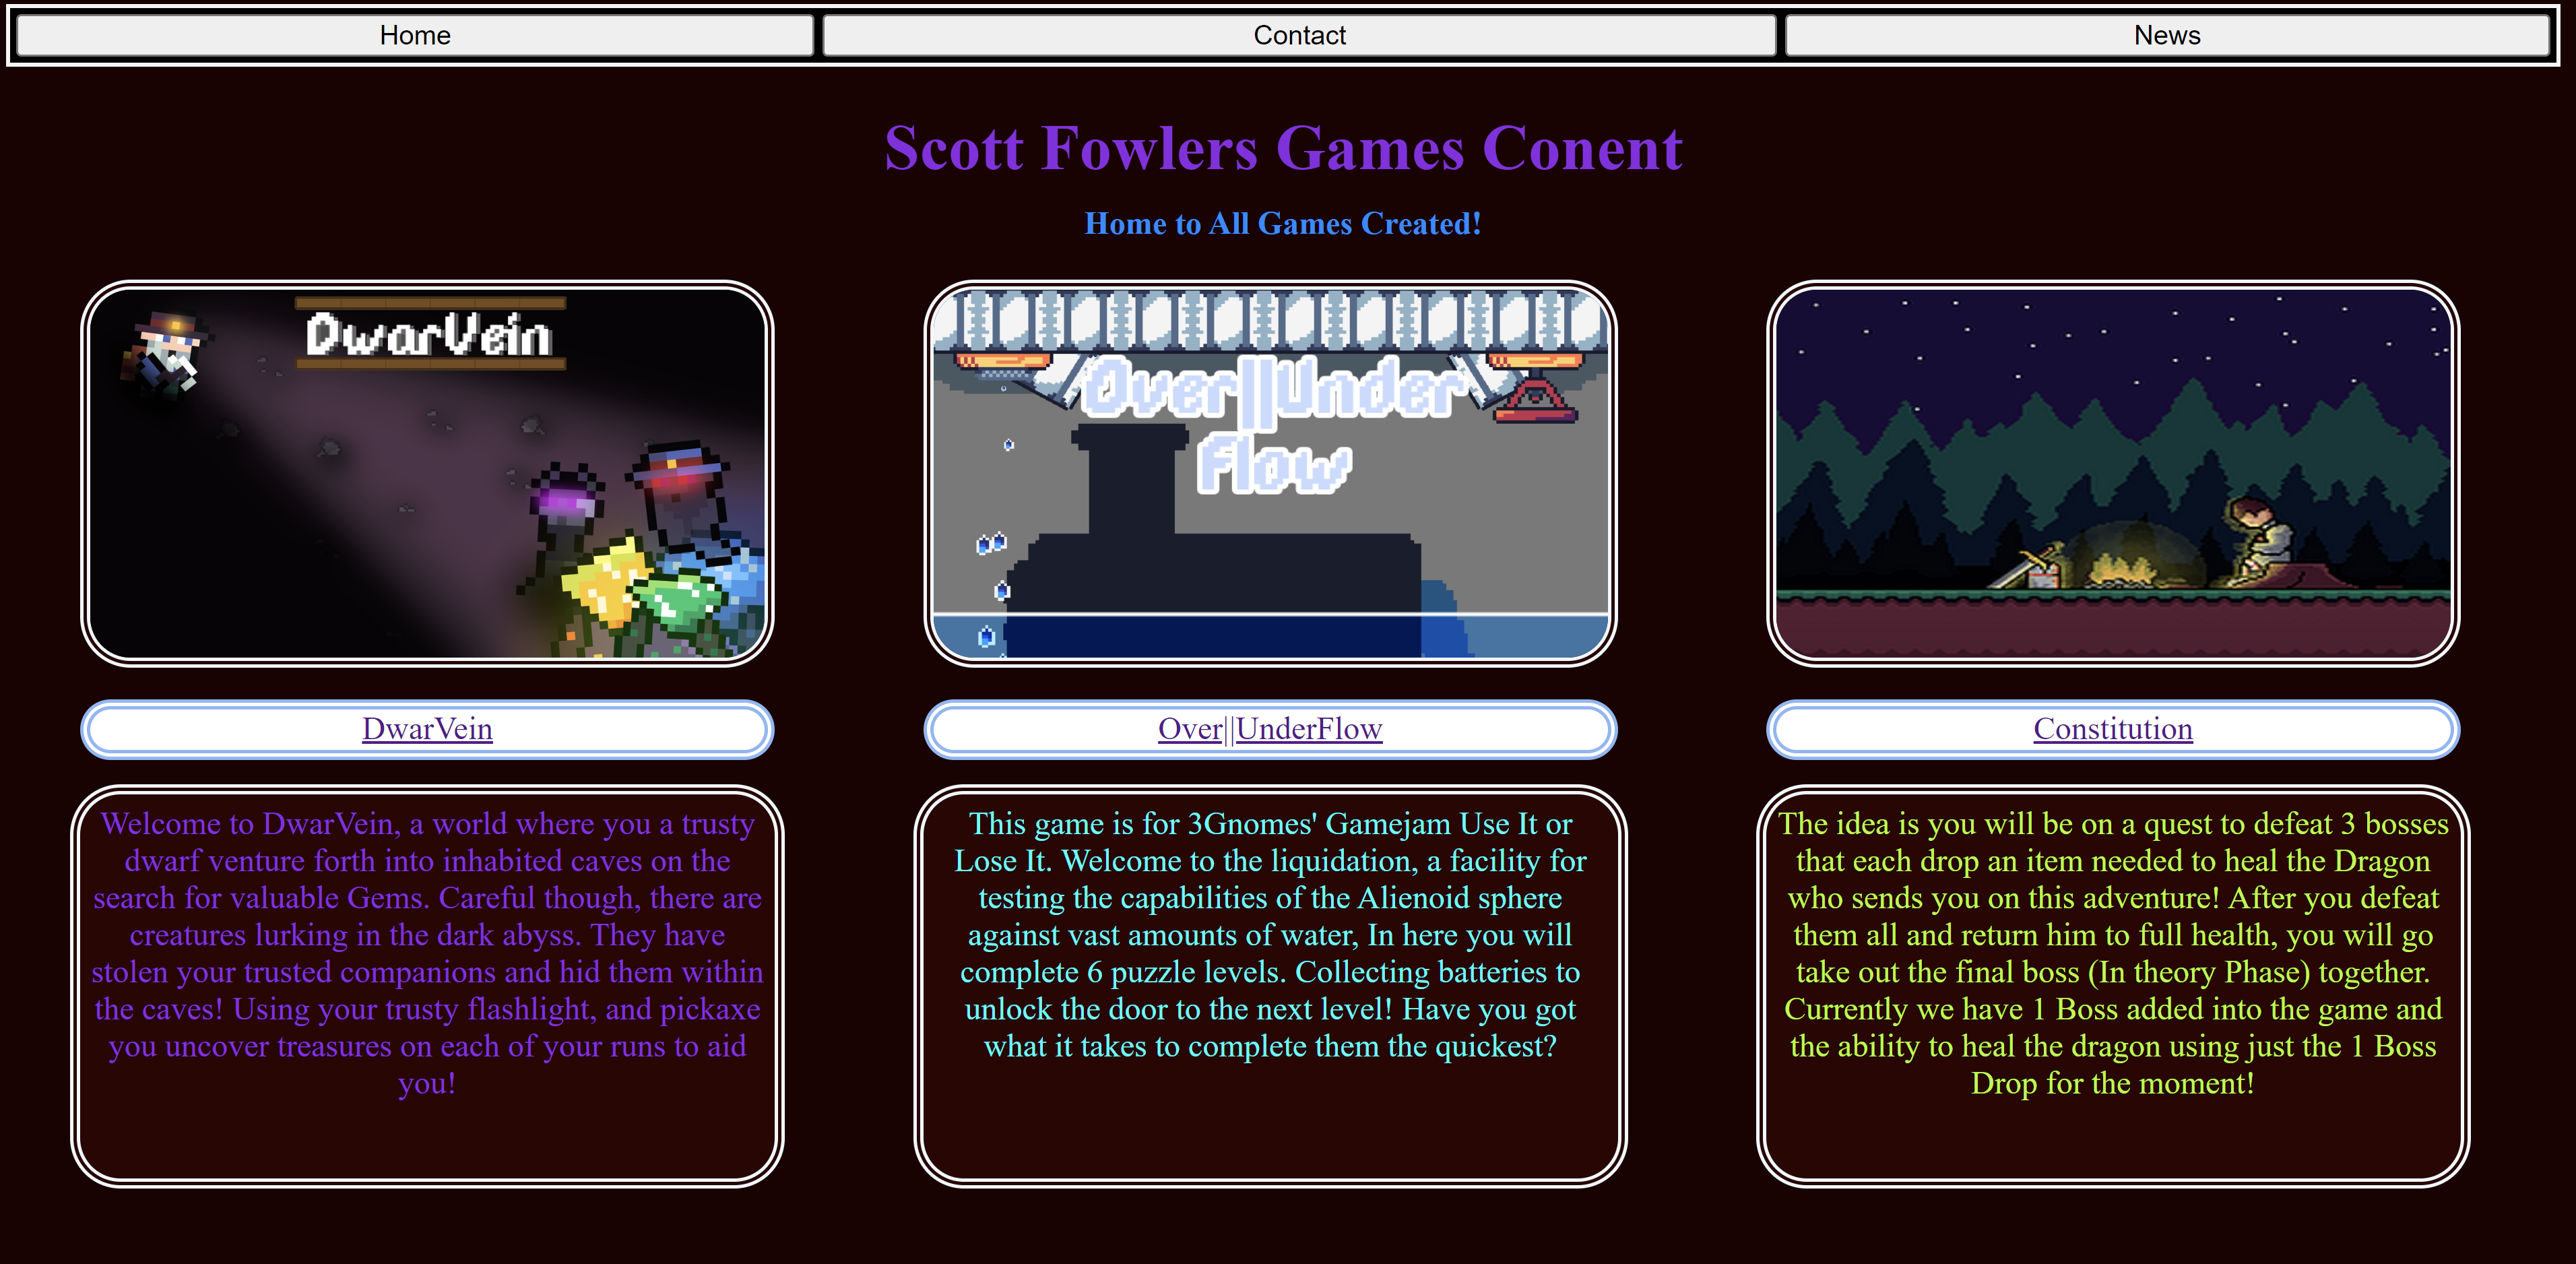 Home
Contact
News
Scott Fowlers Games Conent
Home to All Games Created!
DwarVein
Over||Under
Flow
DwarVein
Over||UnderFlow
Constitution
Welcome to DwarVein, a world where you a trusty
dwarf venture forth into inhabited caves on the
search for valuable Gems. Careful though, there are
creatures lurking in the dark abyss. They have
stolen your trusted companions and hid them within
the caves! Using your trusty flashlight, and pickaxe
you uncover treasures on each of your runs to aid
you!
This game is for 3Gnomes' Gamejam Use It or
Lose It. Welcome to the liquidation, a facility for
testing the capabilities of the Alienoid sphere
against vast amounts of water, In here you will
complete 6 puzzle levels. Collecting batteries to
unlock the door to the next level! Have you got
what it takes to complete them the quickest?
The idea is you will be on a quest to defeat 3 bosses
that each drop an item needed to heal the Dragon
who sends you on this adventure! After you defeat
them all and return him to full health, you will go
take out the final boss (In theory Phase) together.
Currently we have 1 Boss added into the game and
the ability to heal the dragon using just the 1 Boss
Drop for the moment!